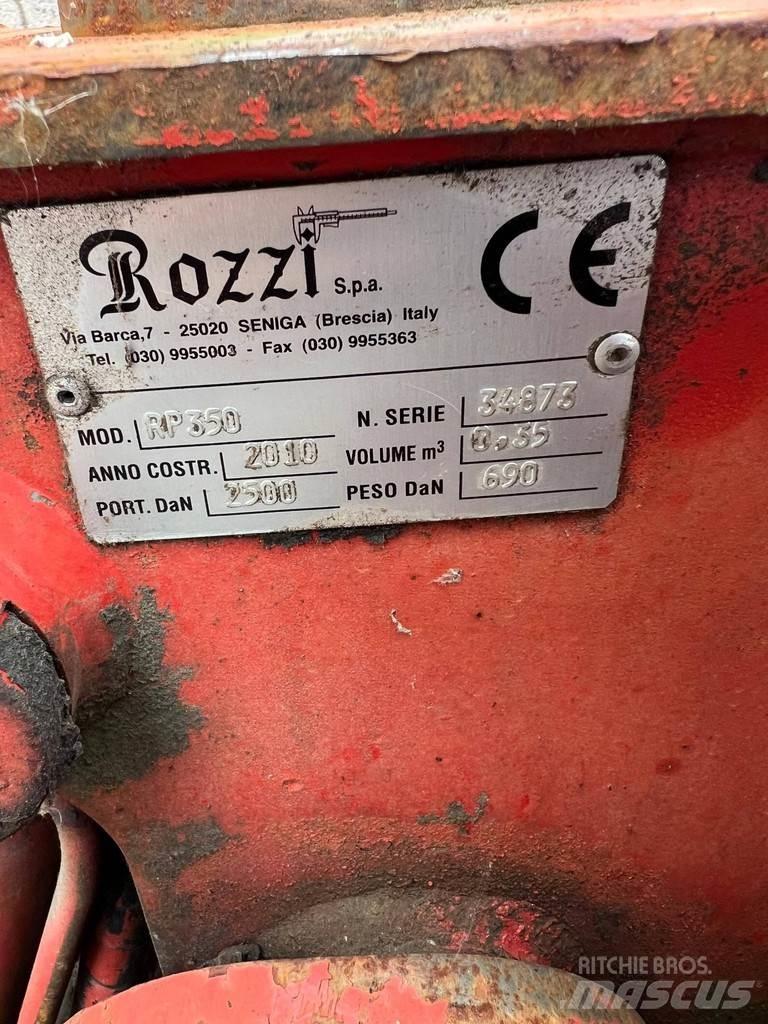 Rozzi S.p.a. CE
Via Barca,7 - 25020 SENIGA (Brescia) Italy
Tel. (030) 9955003 - Fax (030) 9955363
MOD. RP350 N. SERIE 34873
ANNO COSTR. 2010 VOLUME m³ 0.35
PORT. DaN 2500 PESO DaN 690
RITCHIE BROS.
MASCUS